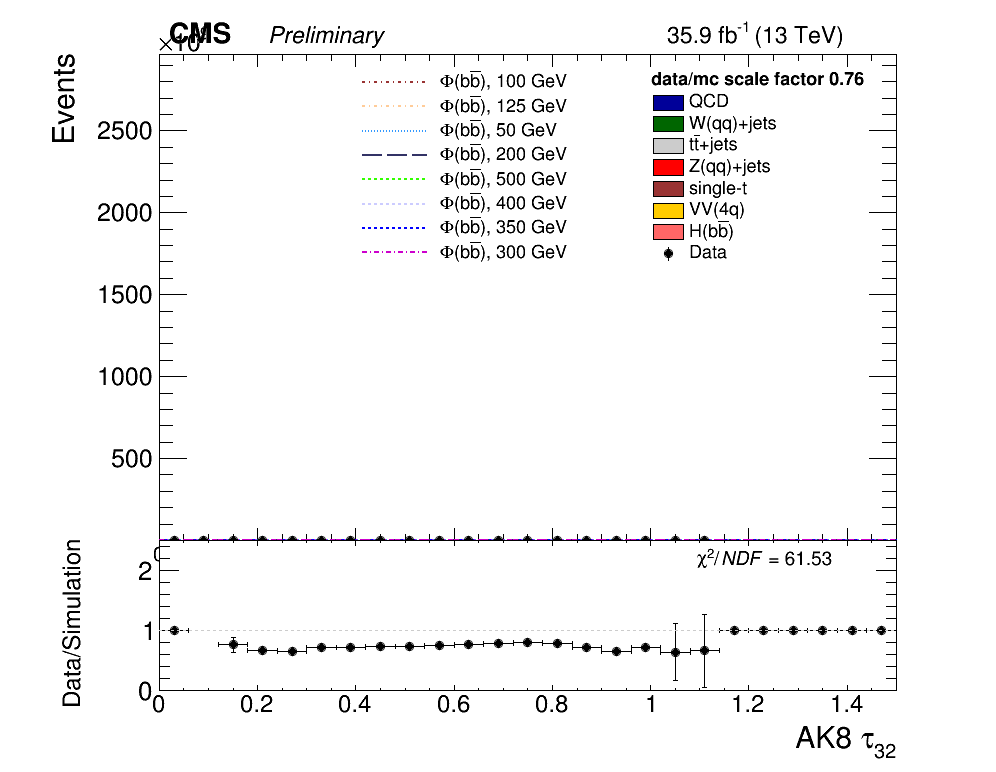 CMS Preliminary 35.9 fb⁻¹ (13 TeV)
×10
Events
2500
2000
1500
1000
500
0
Φ(bb̅), 100 GeV
Φ(bb̅), 125 GeV
Φ(bb̅), 50 GeV
Φ(bb̅), 200 GeV
Φ(bb̅), 500 GeV
Φ(bb̅), 400 GeV
Φ(bb̅), 350 GeV
Φ(bb̅), 300 GeV
data/mc scale factor 0.76
QCD
W(qq)+jets
tt̅+jets
Z(qq)+jets
single-t
VV(4q)
H(bb̅)
Data
Data/Simulation
2
1
0
χ²/NDF = 61.53
0 0.2 0.4 0.6 0.8 1 1.2 1.4
AK8 τ₃₂